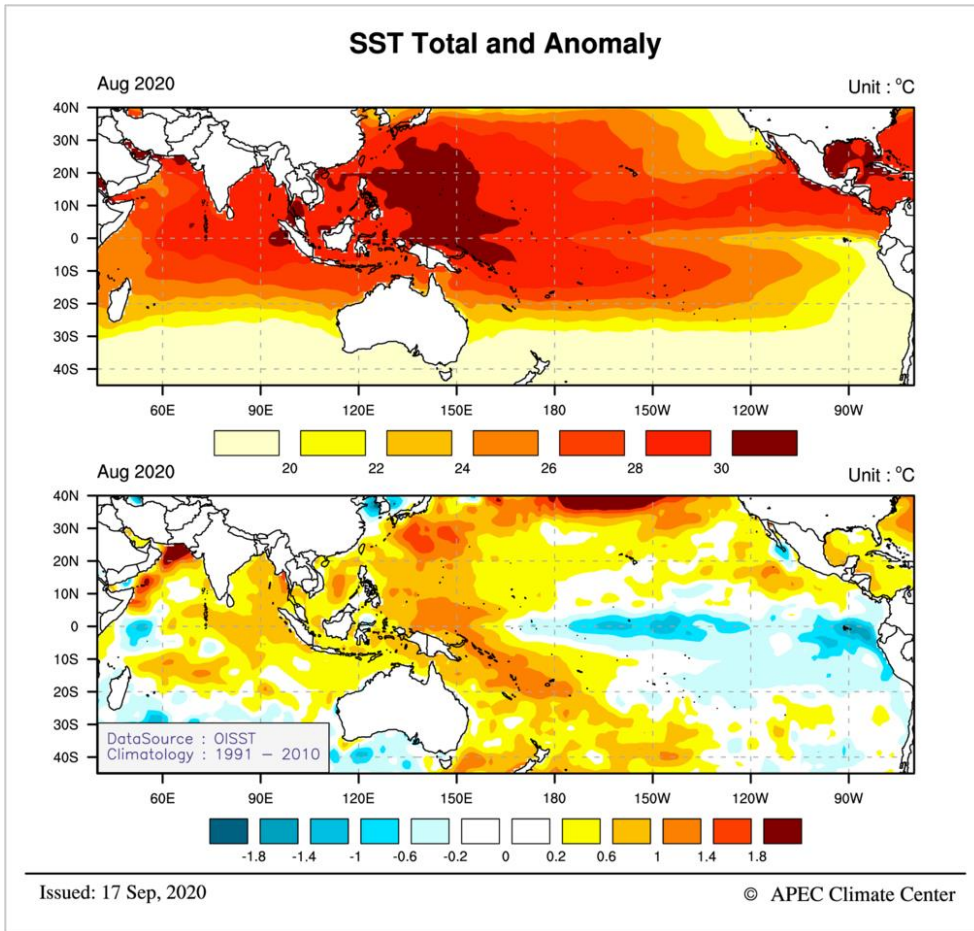 SST Total and Anomaly
Aug 2020 Unit : °C
40N
30N
20N
10N
0
10S
20S
30S
40S
60E 90E 120E 150E 180 150W 120W 90W
20 22 24 26 28 30
Aug 2020 Unit : °C
40N
30N
20N
10N
0
10S
20S
30S
40S
DataSource : OISST
Climatology : 1991 – 2010
60E 90E 120E 150E 180 150W 120W 90W
-1.8 -1.4 -1 -0.6 -0.2 0 0.2 0.6 1 1.4 1.8
Issued: 17 Sep, 2020 © APEC Climate Center